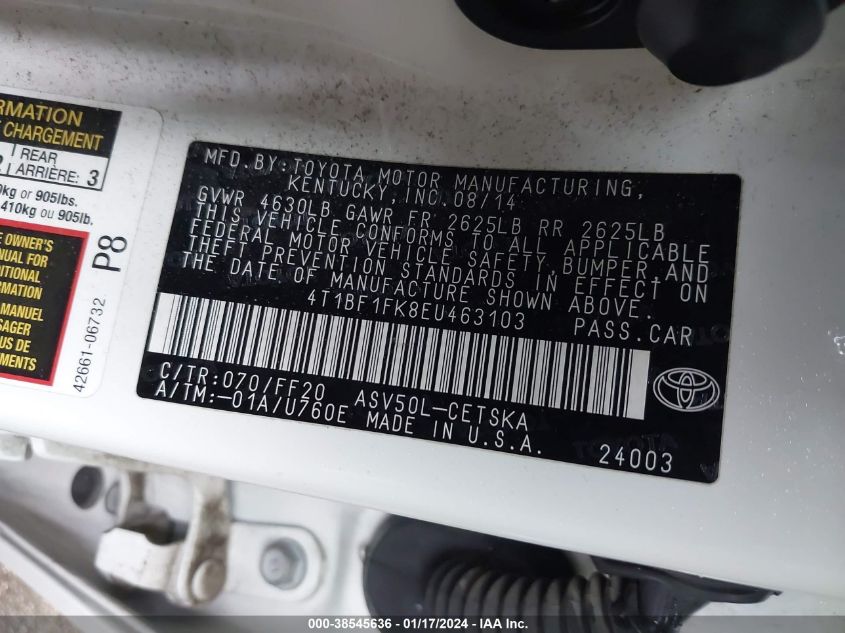 RMATION
CHARGEMENT
REAR
ARRIÈRE: 3
kg or 905lbs.
410kg ou 905lb.
OWNER'S
FOR
MANUEL
42661-06732
P8
MFD.BY:TOYOTA MOTOR MANUFACTURING,
KENTUCKY,INC 08/14
GVWR 4630LB GAWR FR 2625LB RR 2625LB
THIS VEHICLE CONFORMS TO ALL APPLICABLE
FEDERAL MOTOR VEHICLE SAFETY,BUMPER,AND
THEFT PREVENTION STANDARDS IN EFFECT ON
THE DATE OF MANUFACTURE SHOWN ABOVE.
4T1BF1FK8EU463103 PASS.CAR
C/TR:070/FF20 ASV50L-CETSKA
A/TM:-01A/U760E MADE IN U.S.A.
24003
000-38545636 - 01/17/2024 - IAA Inc.